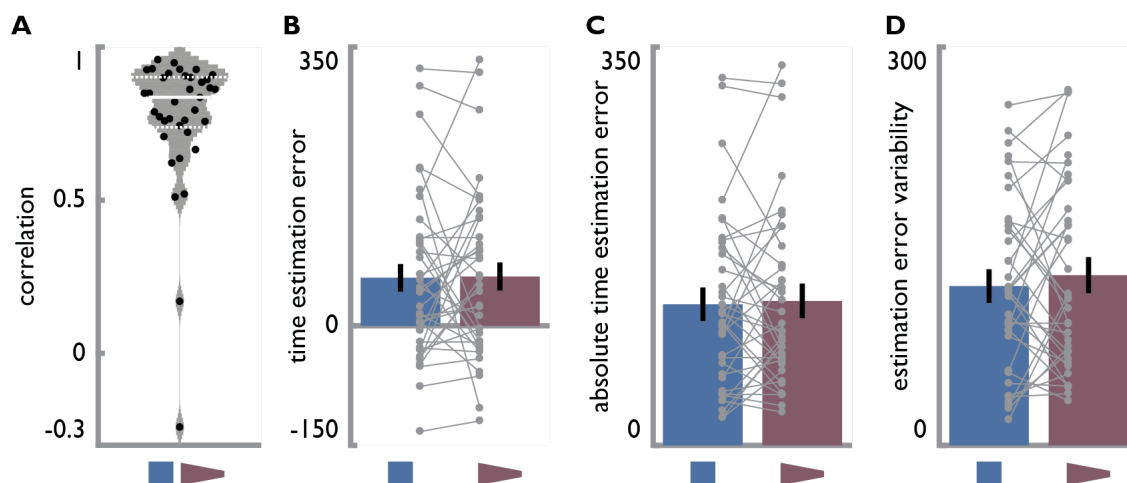 A
correlation
1
0.5
0
-0.3
B
time estimation error
350
0
-150
C
absolute time estimation error
350
0
D
estimation error variability
300
0